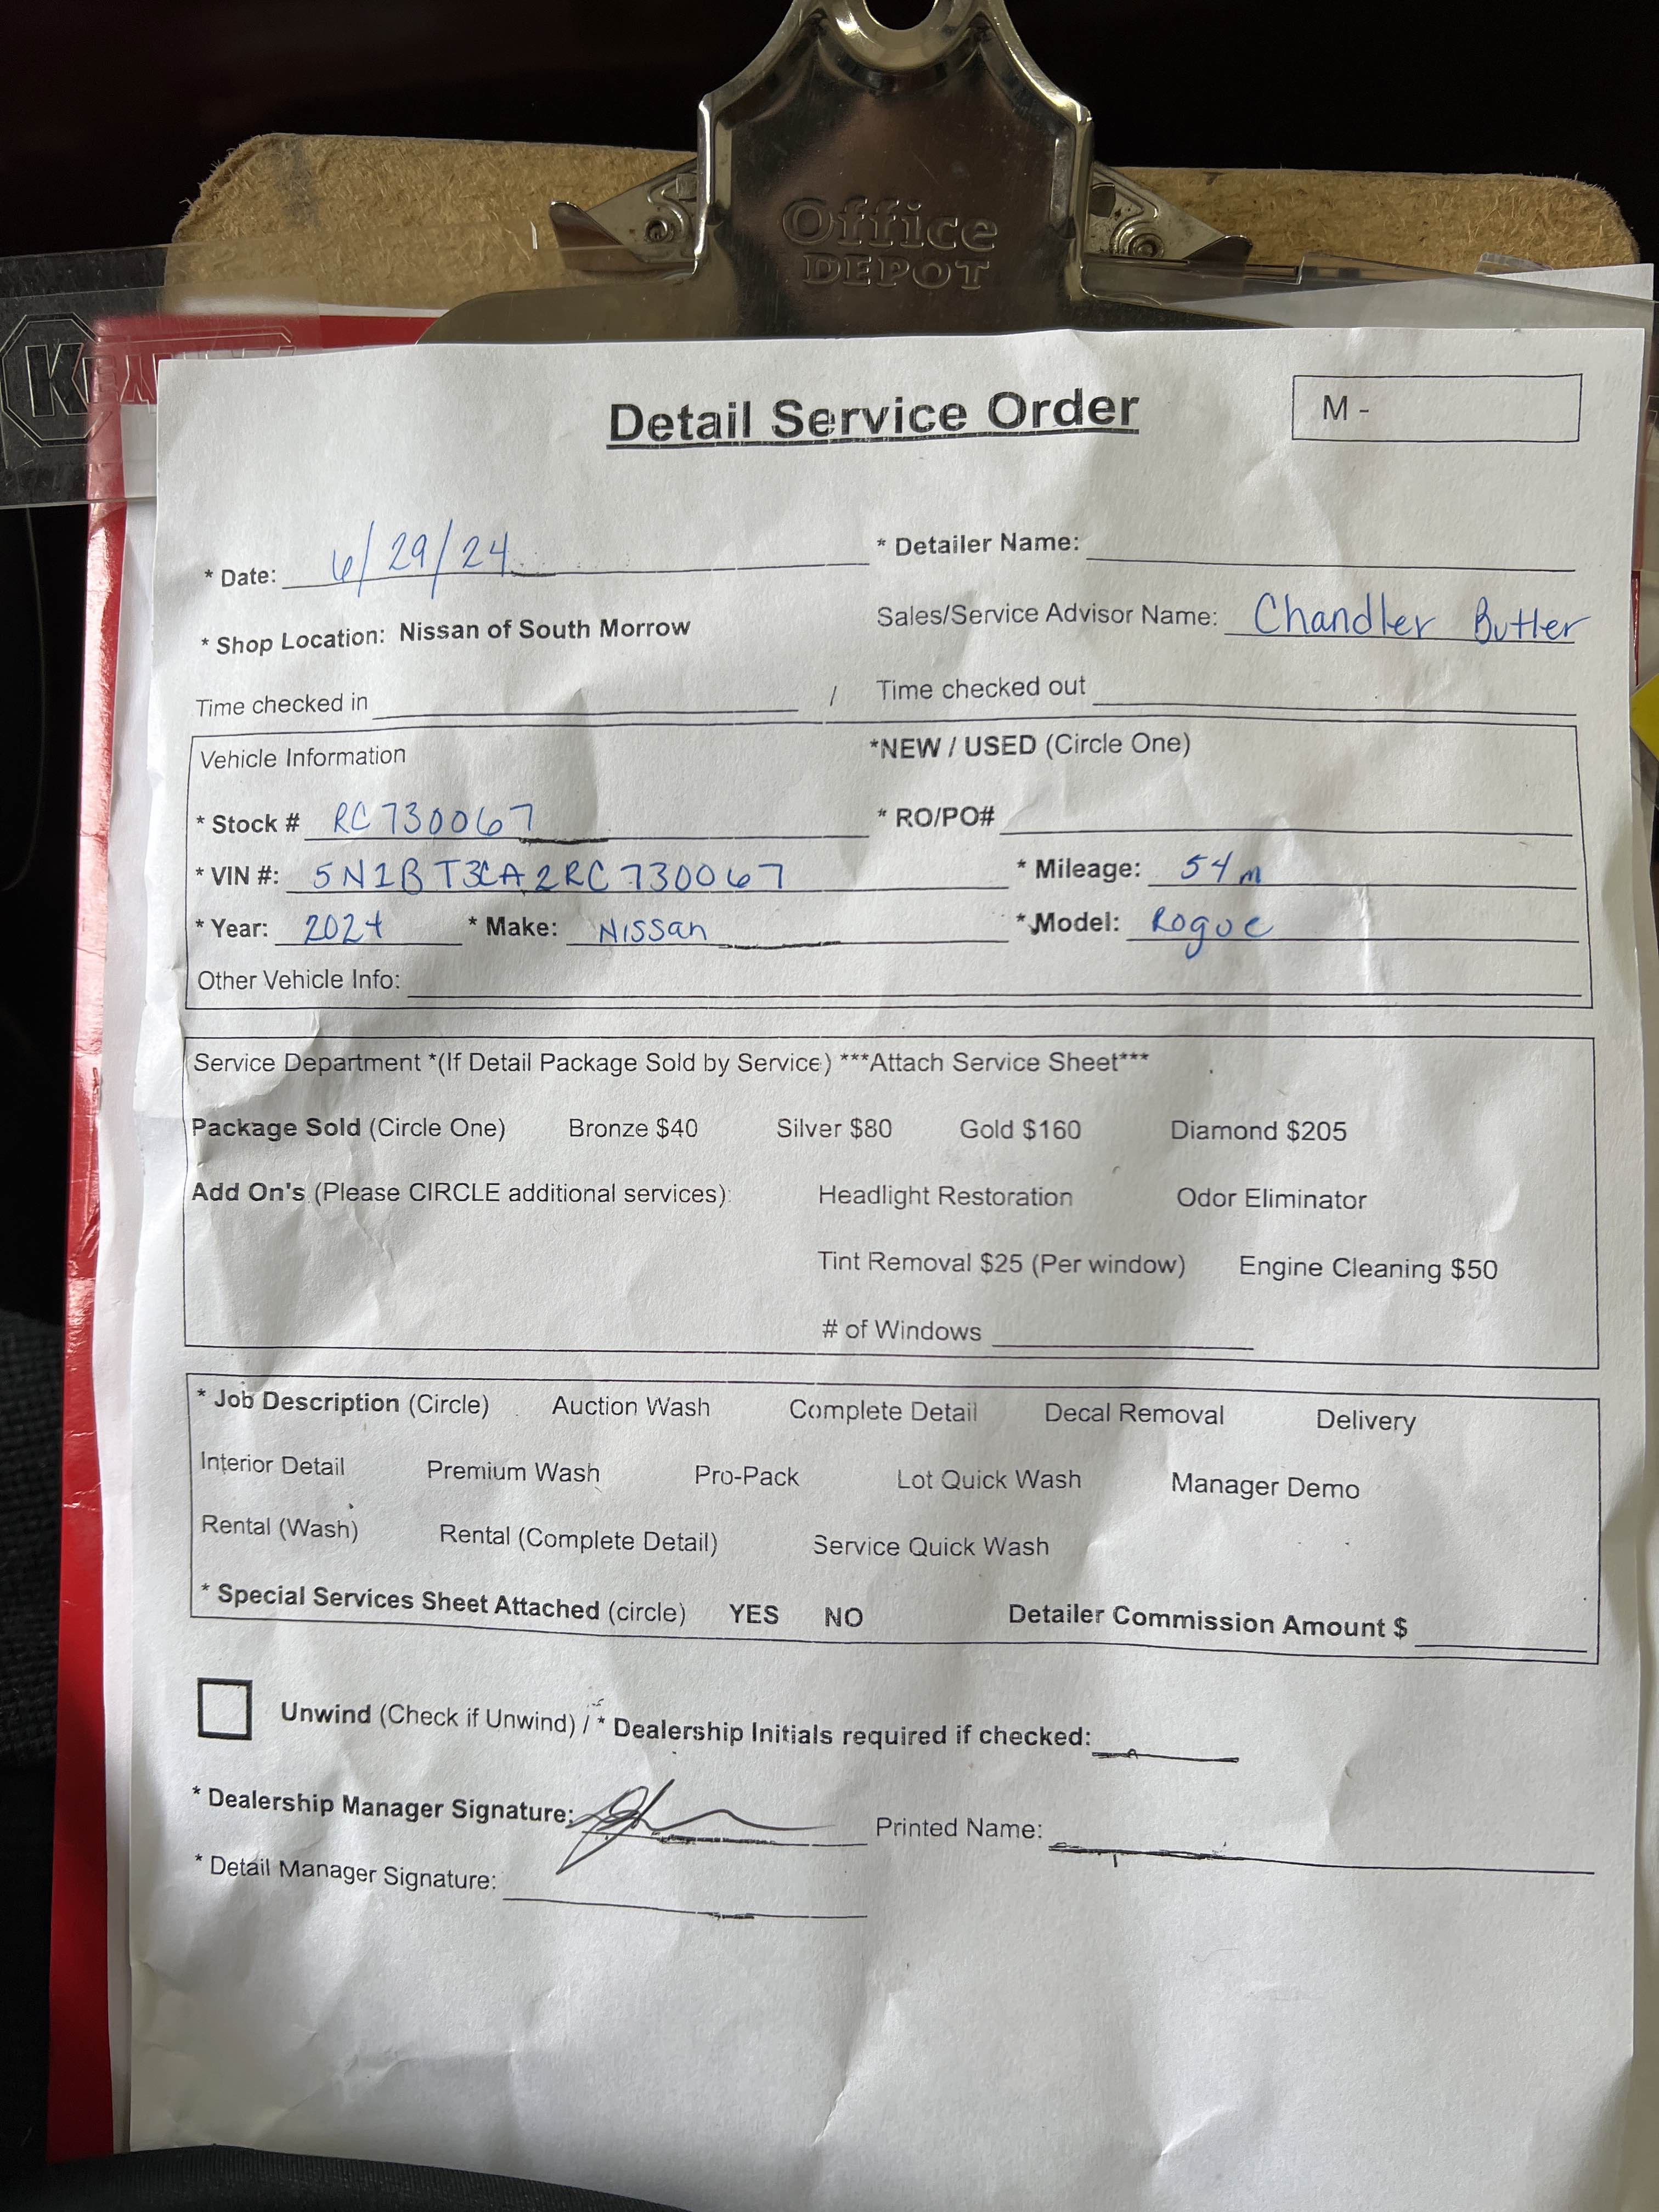 Office
DEPOT
Detail Service Order
M -
* Date: 6/29/24 * Detailer Name:
* Shop Location: Nissan of South Morrow Sales/Service Advisor Name: Chandler Butler
Time checked in / Time checked out
Vehicle Information *NEW / USED (Circle One)
* Stock # RC730067 * RO/PO#
* VIN #: 5N1BT3CA2RC730067 * Mileage: 54m
* Year: 2024 * Make: Nissan * Model: Rogue
Other Vehicle Info:
Service Department *(If Detail Package Sold by Service) ***Attach Service Sheet***
Package Sold (Circle One) Bronze $40 Silver $80 Gold $160 Diamond $205
Add On's (Please CIRCLE additional services): Headlight Restoration Odor Eliminator
Tint Removal $25 (Per window) Engine Cleaning $50
# of Windows
* Job Description (Circle) Auction Wash Complete Detail Decal Removal Delivery
Interior Detail Premium Wash Pro-Pack Lot Quick Wash Manager Demo
Rental (Wash) Rental (Complete Detail) Service Quick Wash
* Special Services Sheet Attached (circle) YES NO Detailer Commission Amount $
Unwind (Check if Unwind) / * Dealership Initials required if checked:
* Dealership Manager Signature: Printed Name:
* Detail Manager Signature: